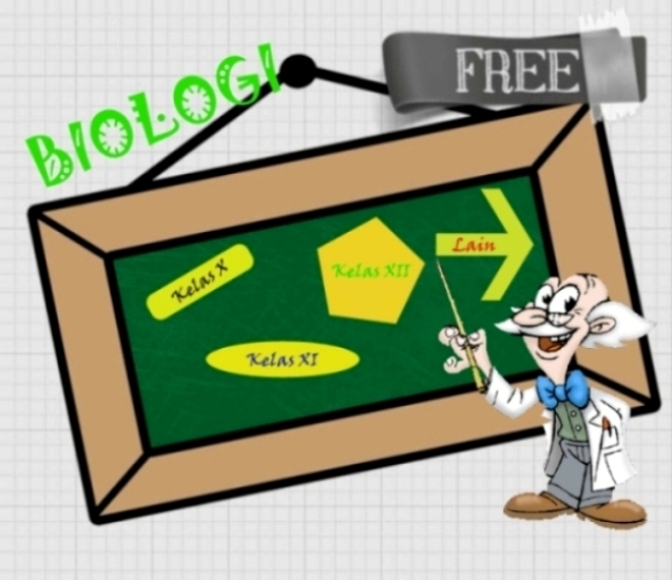 BIOLOGI
FREE
Kelas X
Kelas XII
Lain
Kelas XI